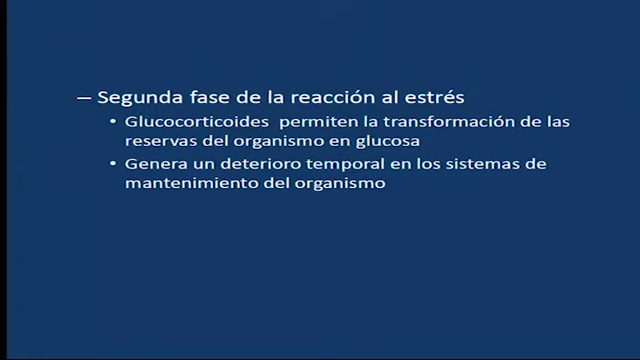 – Segunda fase de la reacción al estrés
• Glucocorticoides permiten la transformación de las
reservas del organismo en glucosa
• Genera un deterioro temporal en los sistemas de
mantenimiento del organismo